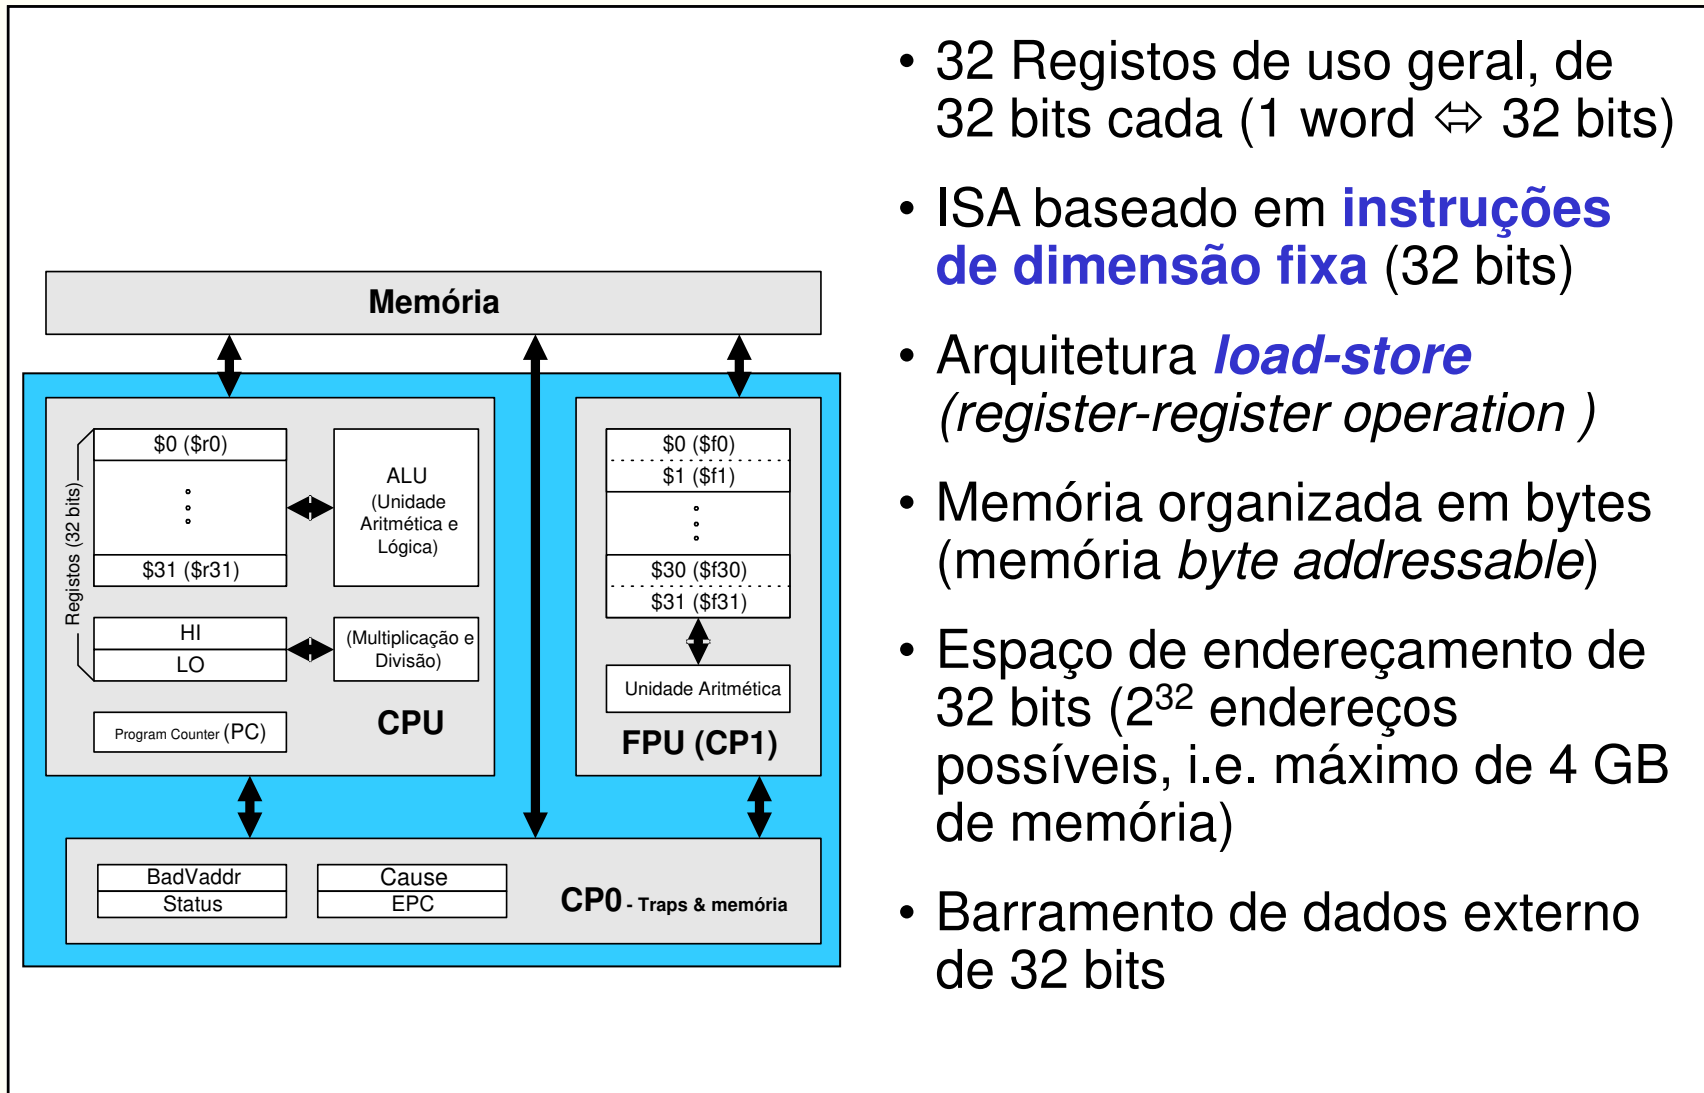 Memória
Registos (32 bits)
$0 ($r0)
$31 ($r31)
HI
LO
Program Counter (PC)
ALU
(Unidade
Aritmética e
Lógica)
(Multiplicação e
Divisão)
CPU
$0 ($f0)
$1 ($f1)
$30 ($f30)
$31 ($f31)
Unidade Aritmética
FPU (CP1)
BadVaddr
Status
Cause
EPC
CP0 - Traps & memória
• 32 Registos de uso geral, de
32 bits cada (1 word ⇔ 32 bits)
• ISA baseado em instruções
de dimensão fixa (32 bits)
• Arquitetura load-store
(register-register operation )
• Memória organizada em bytes
(memória byte addressable)
• Espaço de endereçamento de
32 bits (2³² endereços
possíveis, i.e. máximo de 4 GB
de memória)
• Barramento de dados externo
de 32 bits